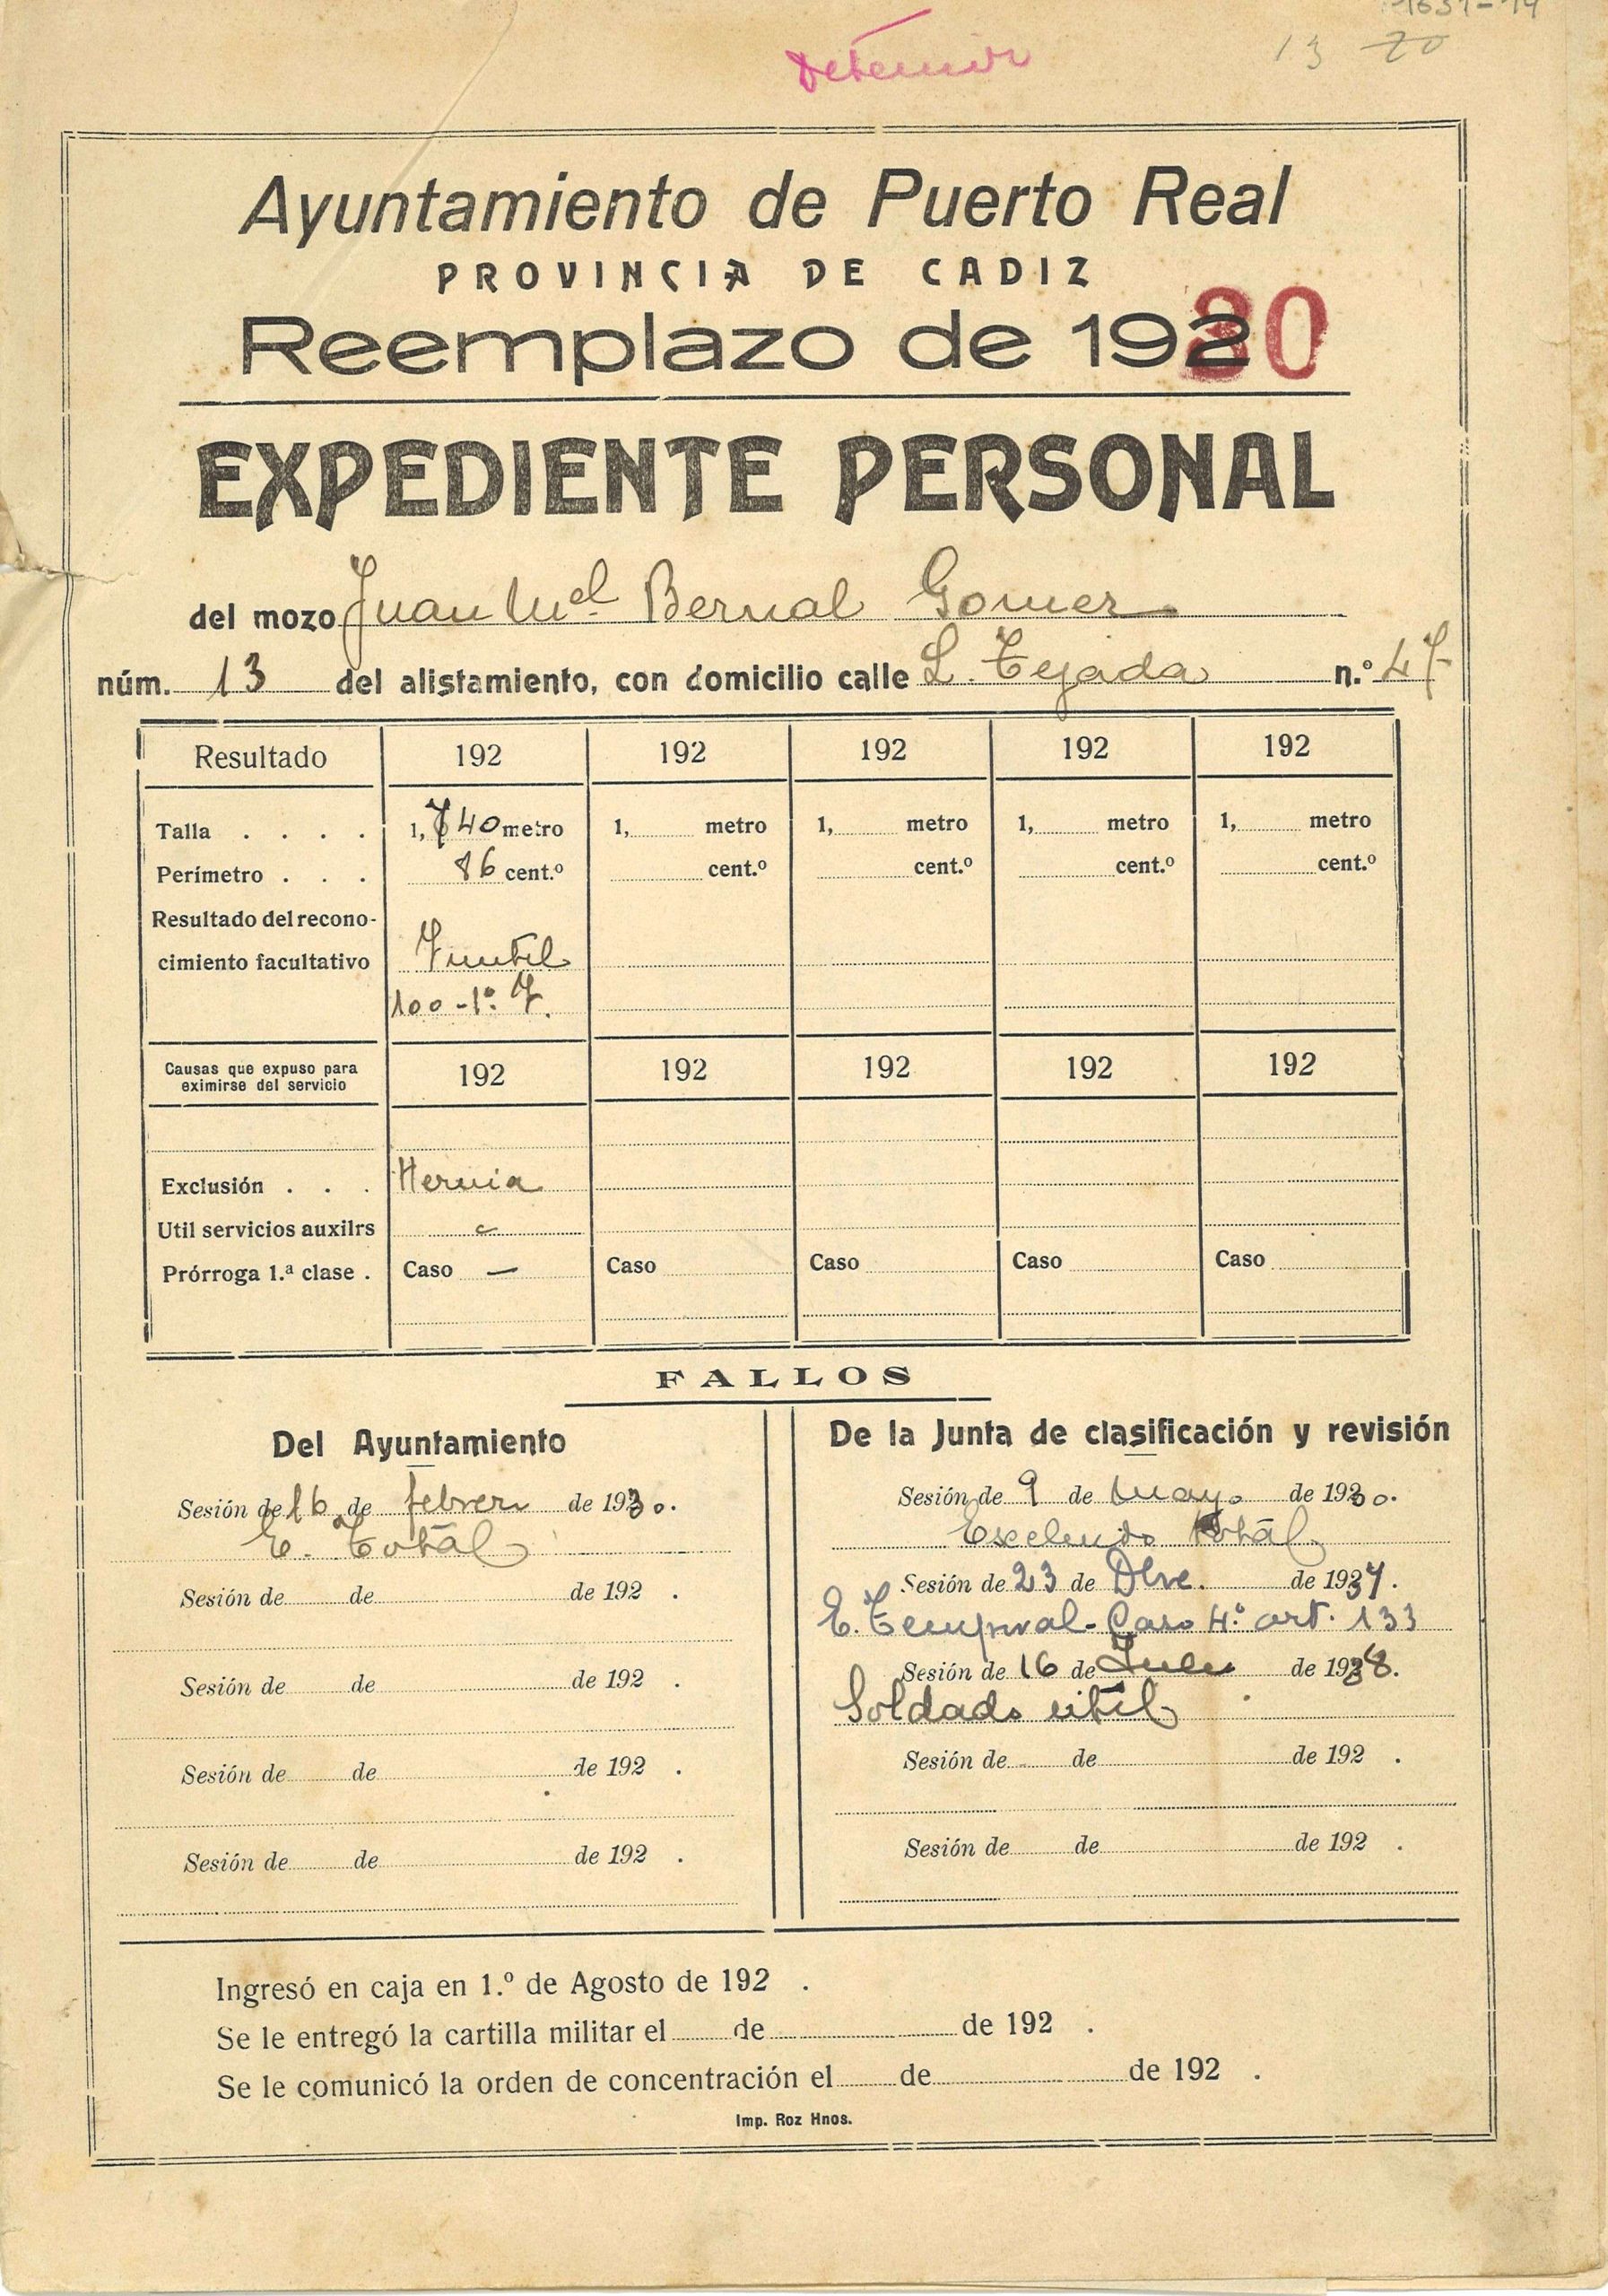 13 20
Ayuntamiento de Puerto Real
PROVINCIA DE CADIZ
Reemplazo de 1930
EXPEDIENTE PERSONAL
del mozo Juan Mel. Bernal Gomez
núm. 13 del alistamiento, con domicilio calle L. Tejada n.º 47
Resultado 192 192 192 192 192
Talla . . . . 1,740 metro 1, metro 1, metro 1, metro 1, metro
Perímetro . . . 86 cent.º cent.º cent.º cent.º cent.º
Resultado del recono-
cimiento facultativo Inutil
100-1º
Causas que expuso para
eximirse del servicio 192 192 192 192 192
Exclusión . . . Hernia
Util servicios auxilrs
Prórroga 1.ª clase . Caso — Caso Caso Caso Caso
FALLOS
Del Ayuntamiento
Sesión de 16 de febrero de 1930.
E. Total
Sesión de de de 192 .
Sesión de de de 192 .
Sesión de de de 192 .
Sesión de de de 192 .
De la Junta de clasificación y revisión
Sesión de 9 de Mayo de 1930.
Excluido total
Sesión de 23 de Dbre. de 1937.
E. Temporal - Caso 4.º art. 133
Sesión de 16 de de 1938.
Soldado útil
Sesión de de de 192 .
Sesión de de de 192 .
Ingresó en caja en 1.º de Agosto de 192 .
Se le entregó la cartilla militar el de de 192 .
Se le comunicó la orden de concentración el de de 192 .
Imp. Roz Hnos.